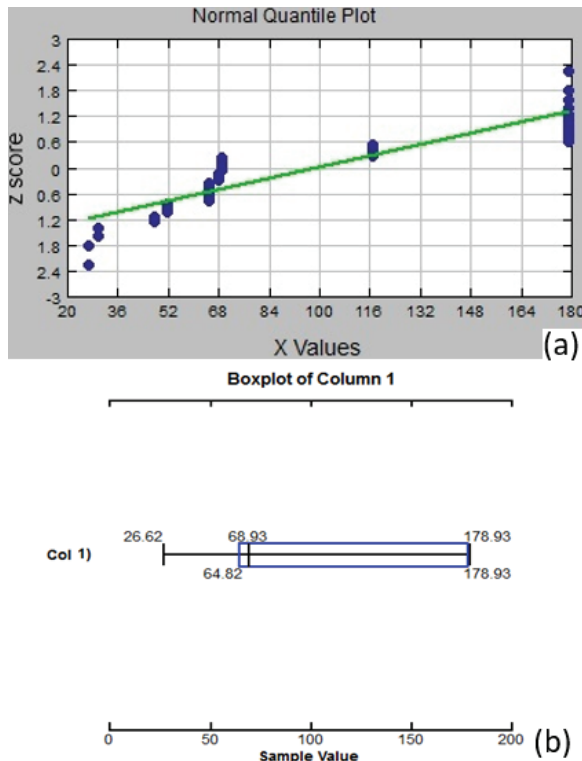 Normal Quantile Plot
3
2.4
1.8
1.2
0.6
0
0.6
1.2
1.8
2.4
-3
z score
20 36 52 68 84 100 116 132 148 164 180
X Values
(a)
Boxplot of Column 1
26.62 68.93 178.93
Col 1)
64.82 178.93
0 50 100 150 200
Sample Value
(b)